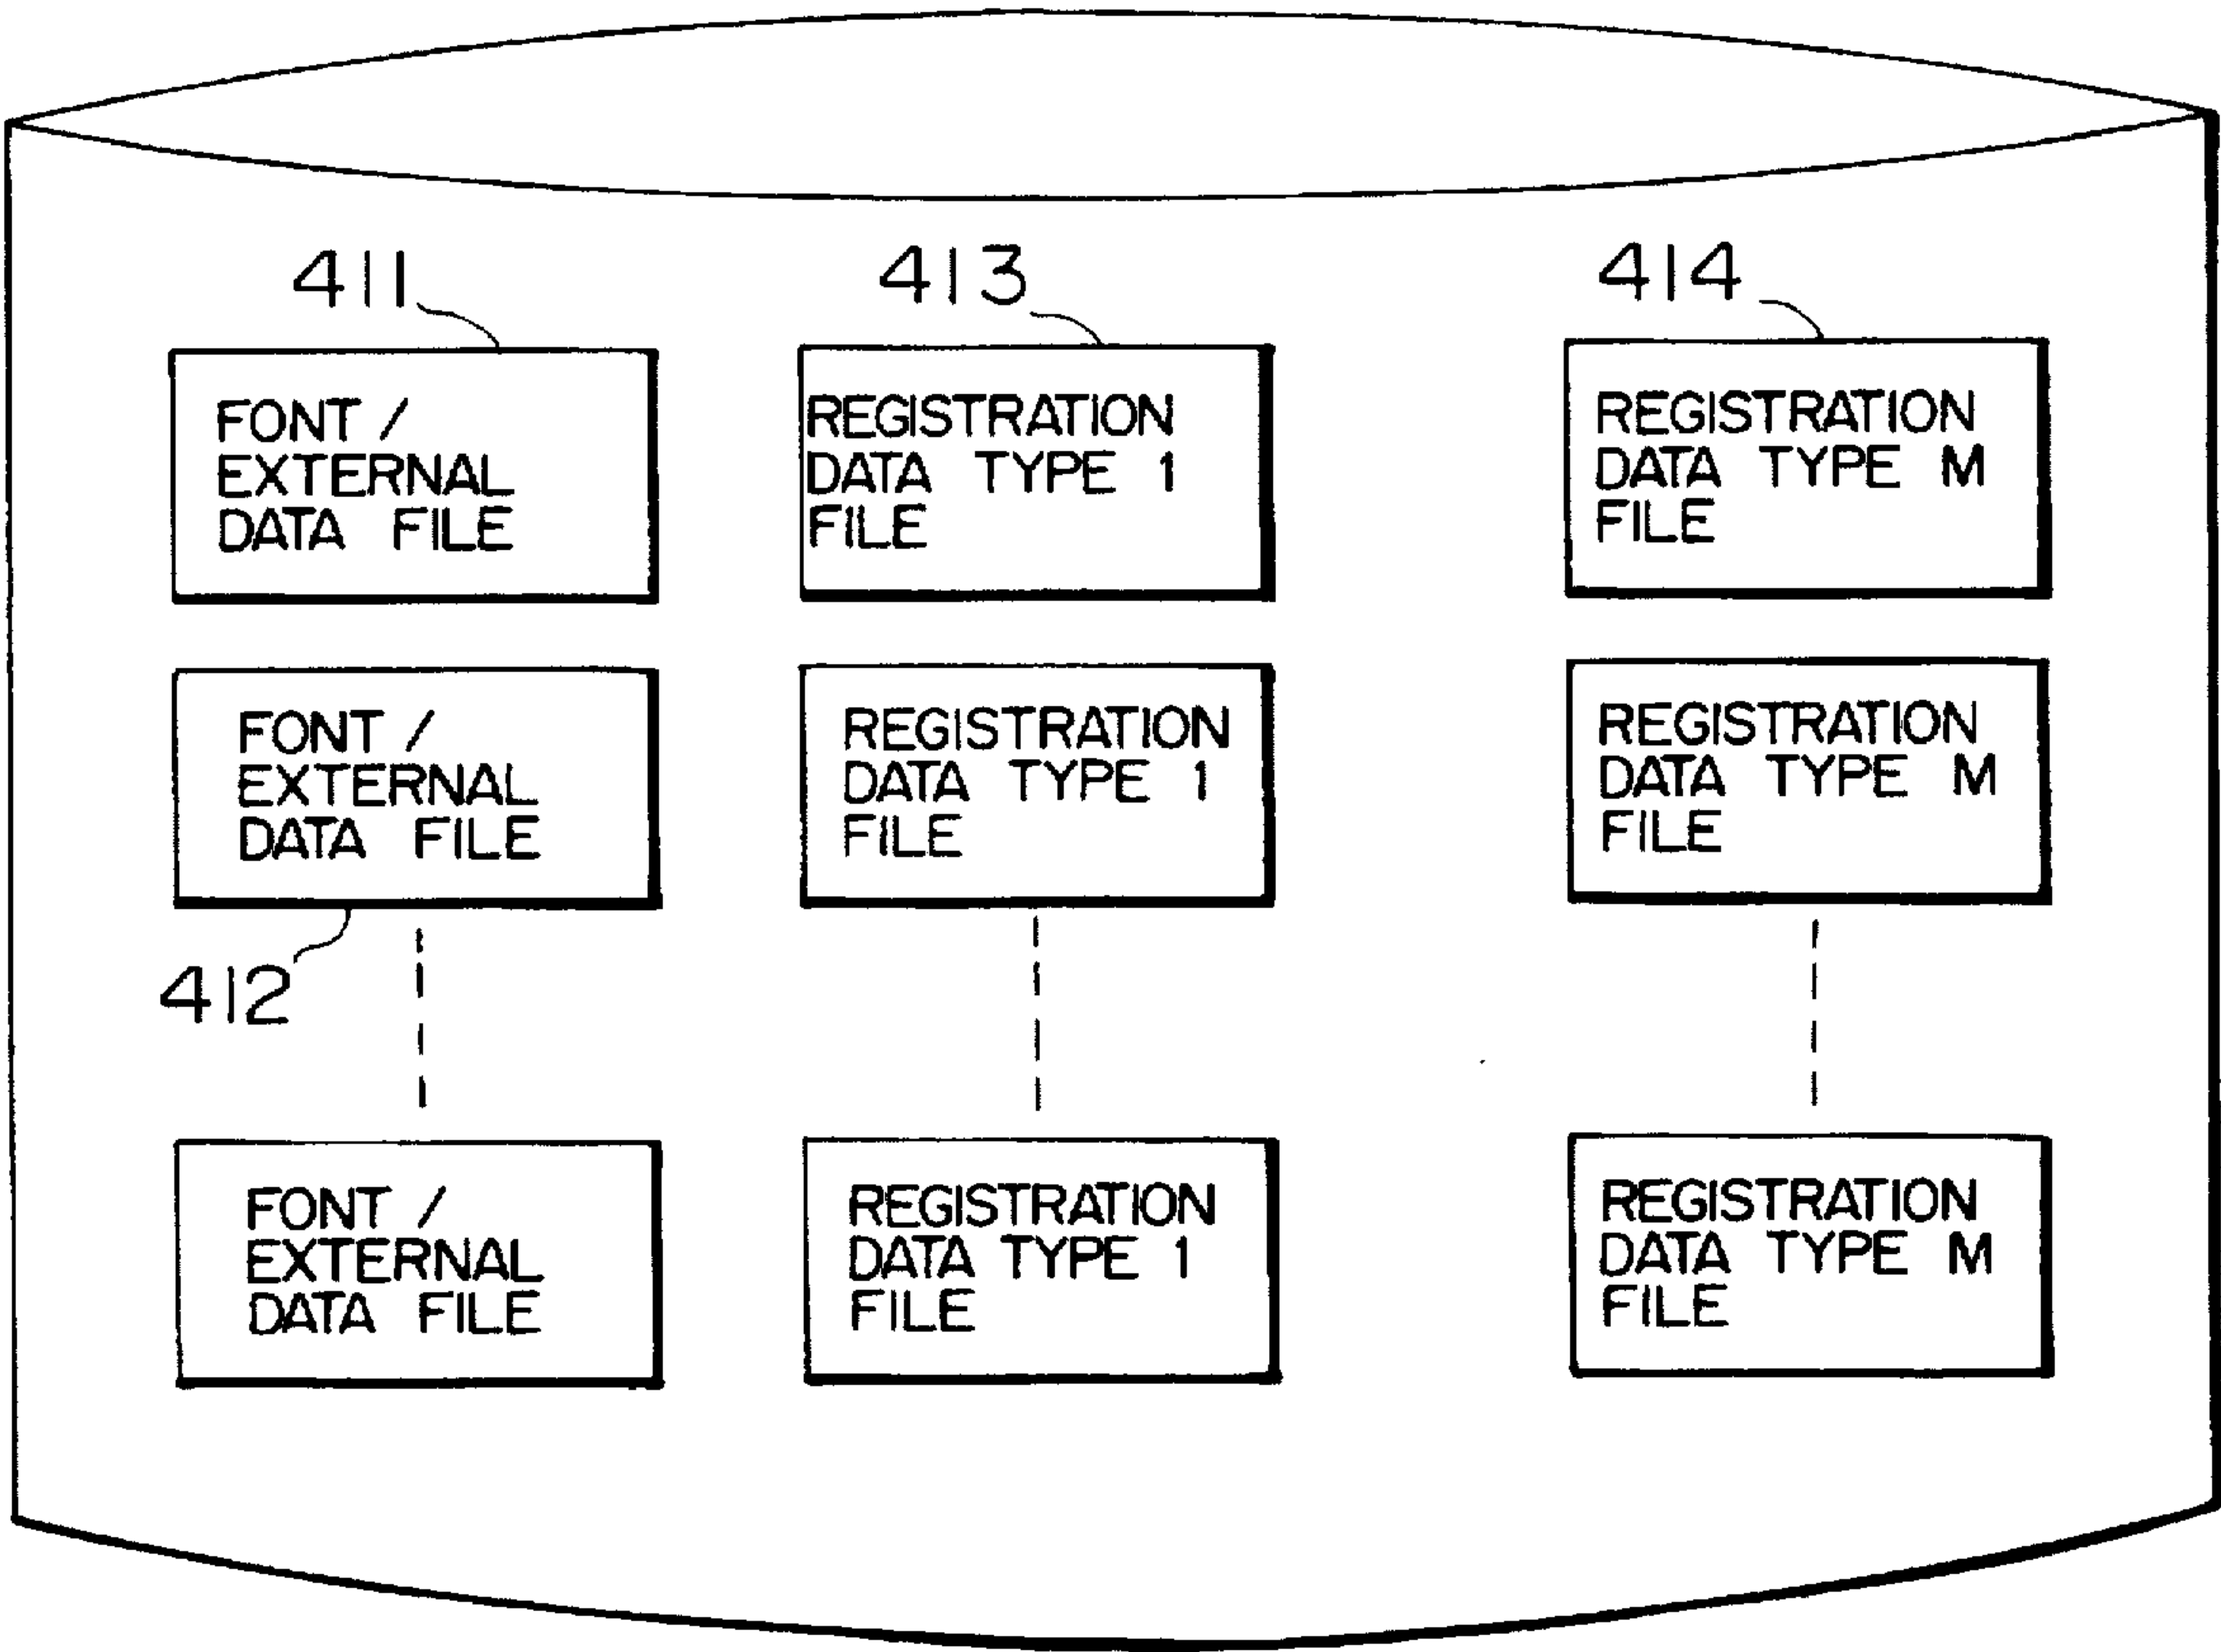 411
413
414
FONT /
EXTERNAL
DATA FILE
REGISTRATION
DATA TYPE 1
FILE
REGISTRATION
DATA TYPE M
FILE
FONT /
EXTERNAL
DATA FILE
REGISTRATION
DATA TYPE 1
FILE
REGISTRATION
DATA TYPE M
FILE
412
FONT /
EXTERNAL
DATA FILE
REGISTRATION
DATA TYPE 1
FILE
REGISTRATION
DATA TYPE M
FILE